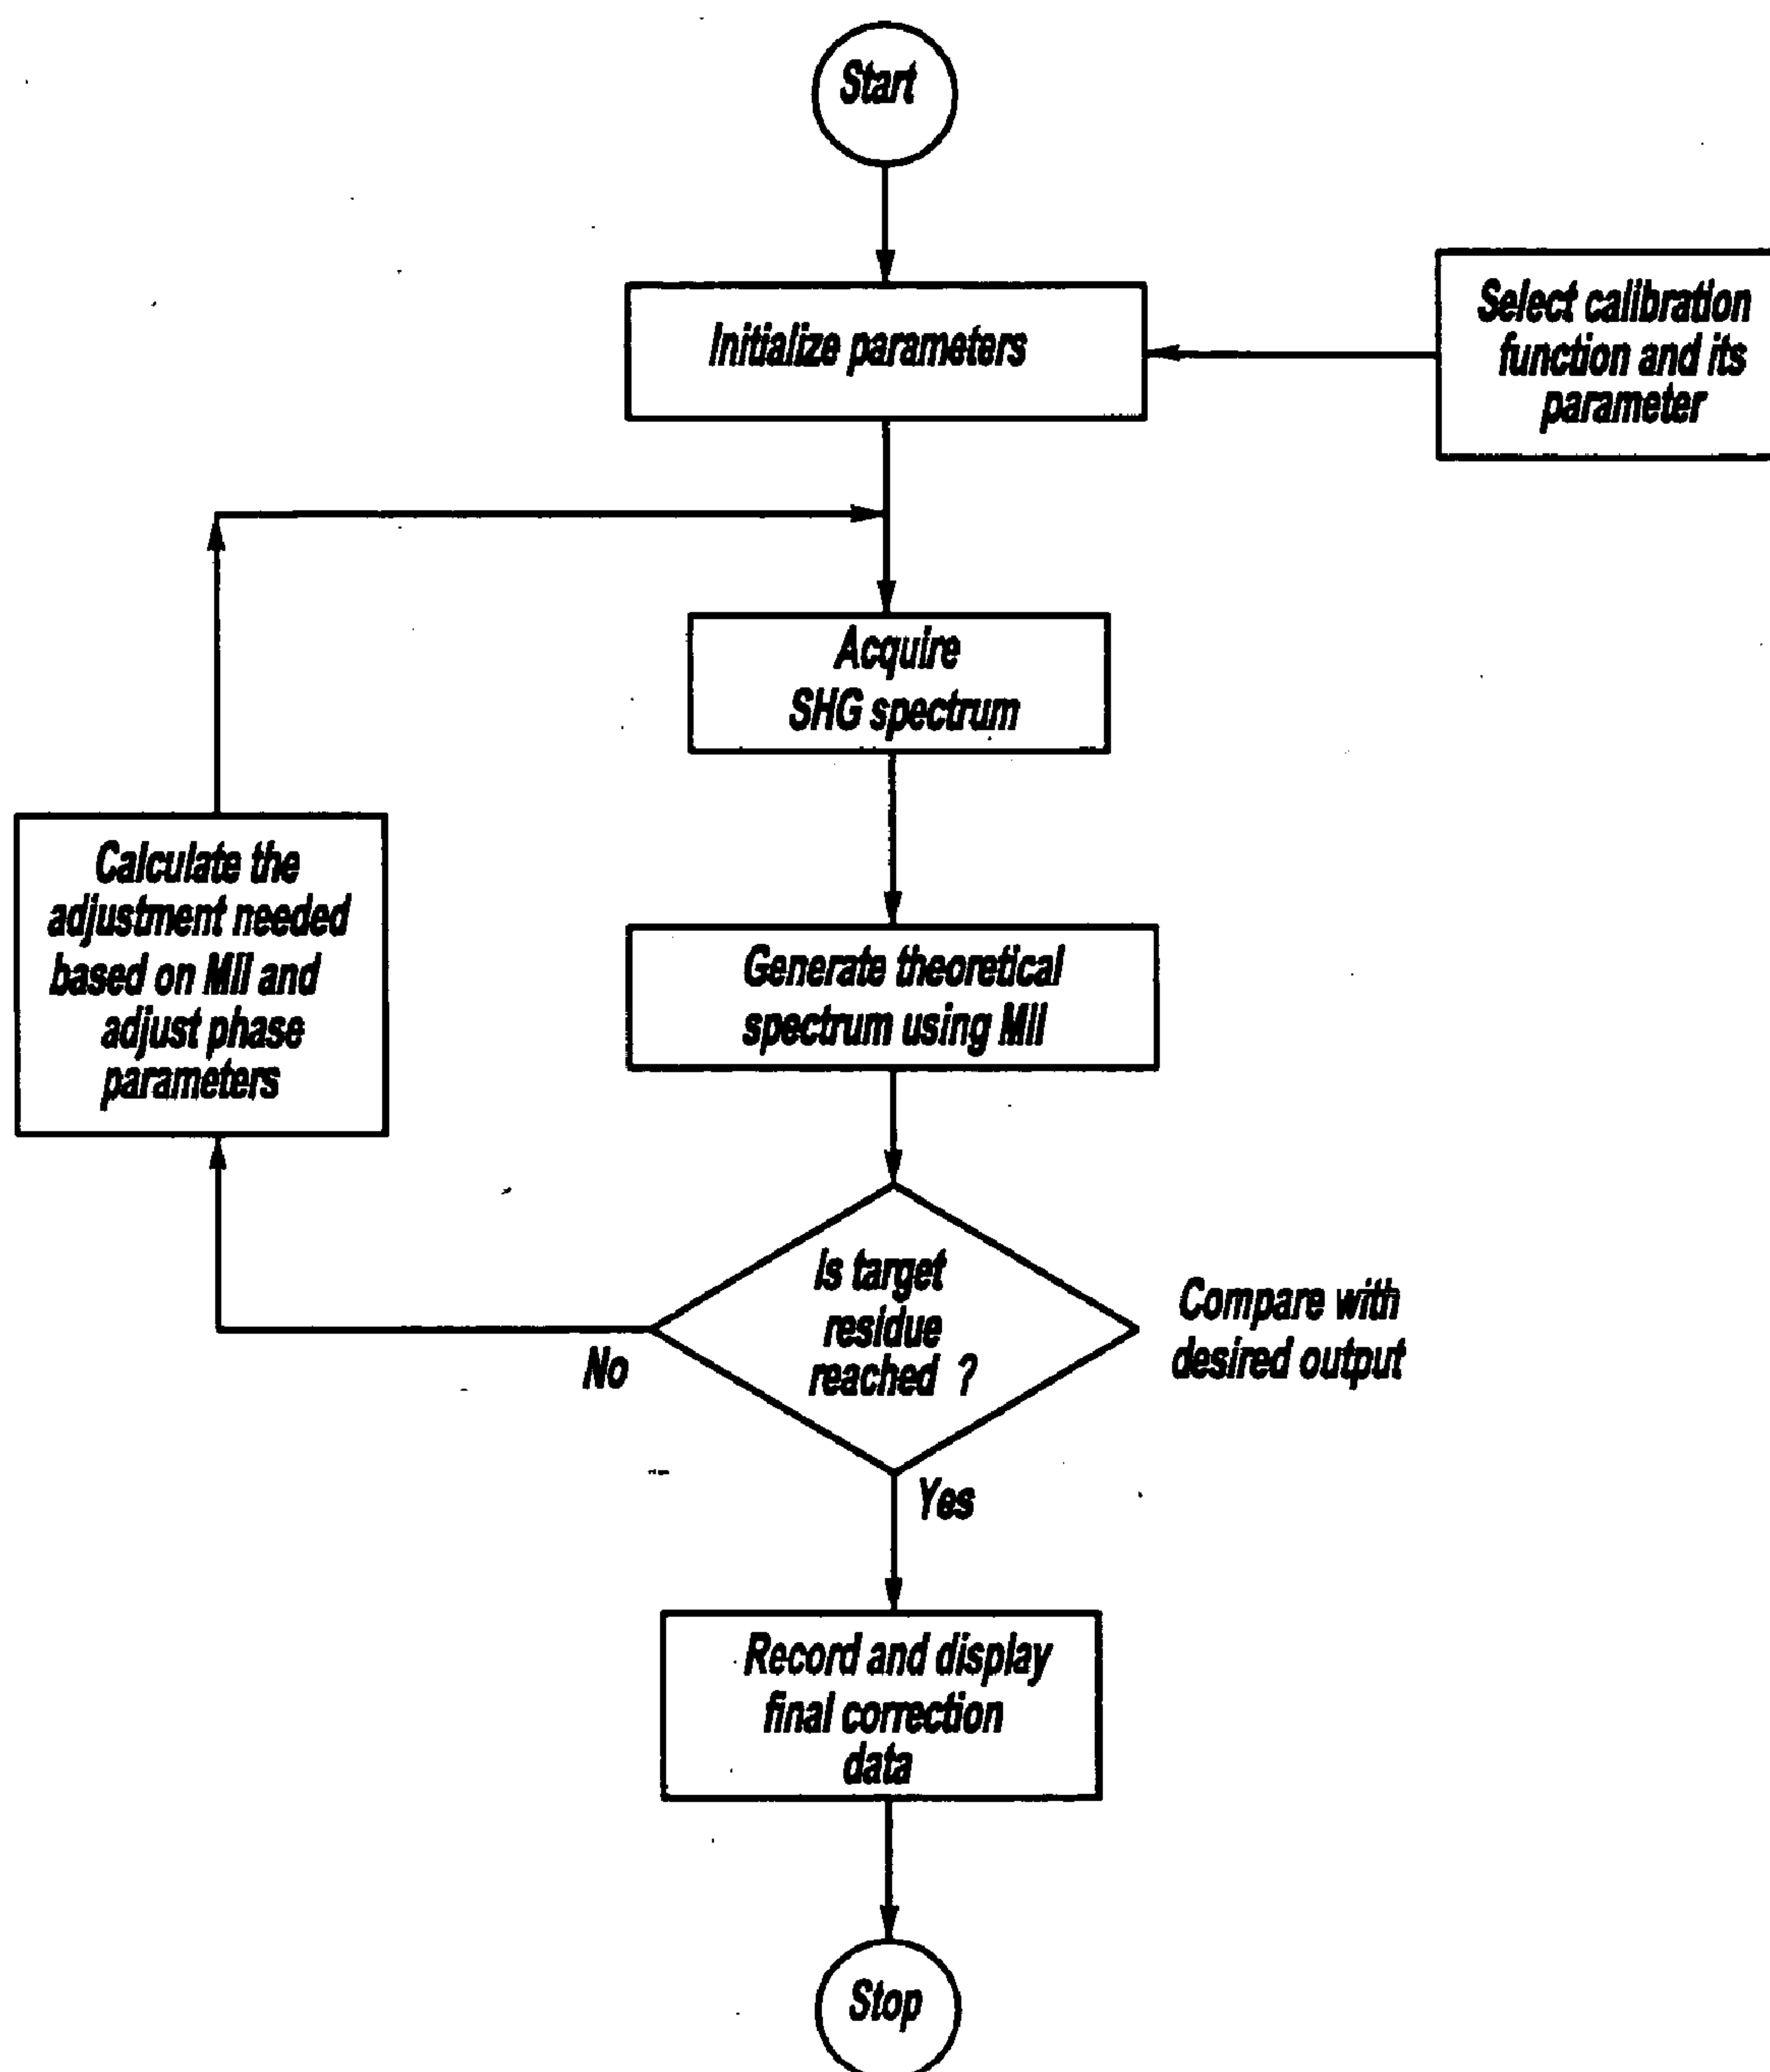 Start
Initialize parameters
Select calibration
function and its
parameter
Acquire
SHG spectrum
Calculate the
adjustment needed
based on MII and
adjust phase
parameters
Generate theoretical
spectrum using MII
Is target
residue
reached ?
Compare with
desired output
No
Yes
Record and display
final correction
data
Stop